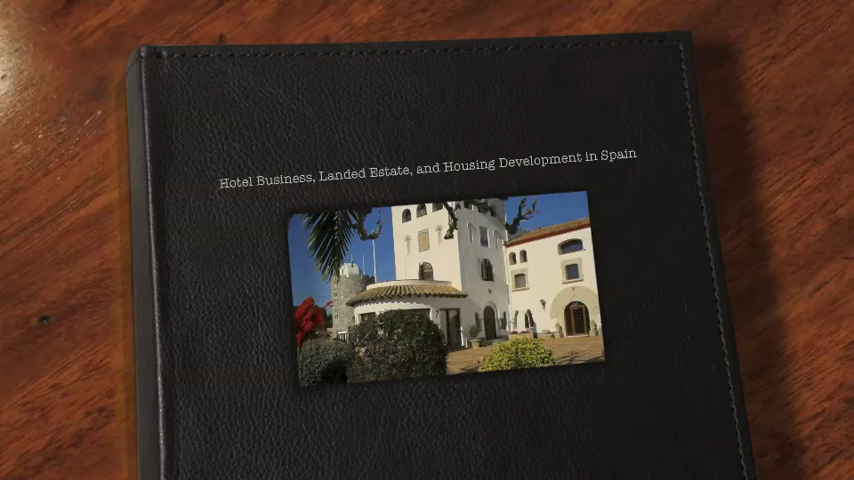 Hotel Business, Landed Estate, and Housing Development in Spain